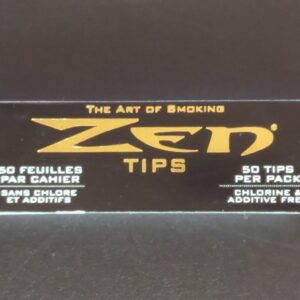 THE ART OF SMOKING
ZEN®
TIPS
50 FEUILLES
PAR CAHIER
SANS CHLORE
ET ADDITIFS
50 TIPS
PER PACK
CHLORINE &
ADDITIVE FREE